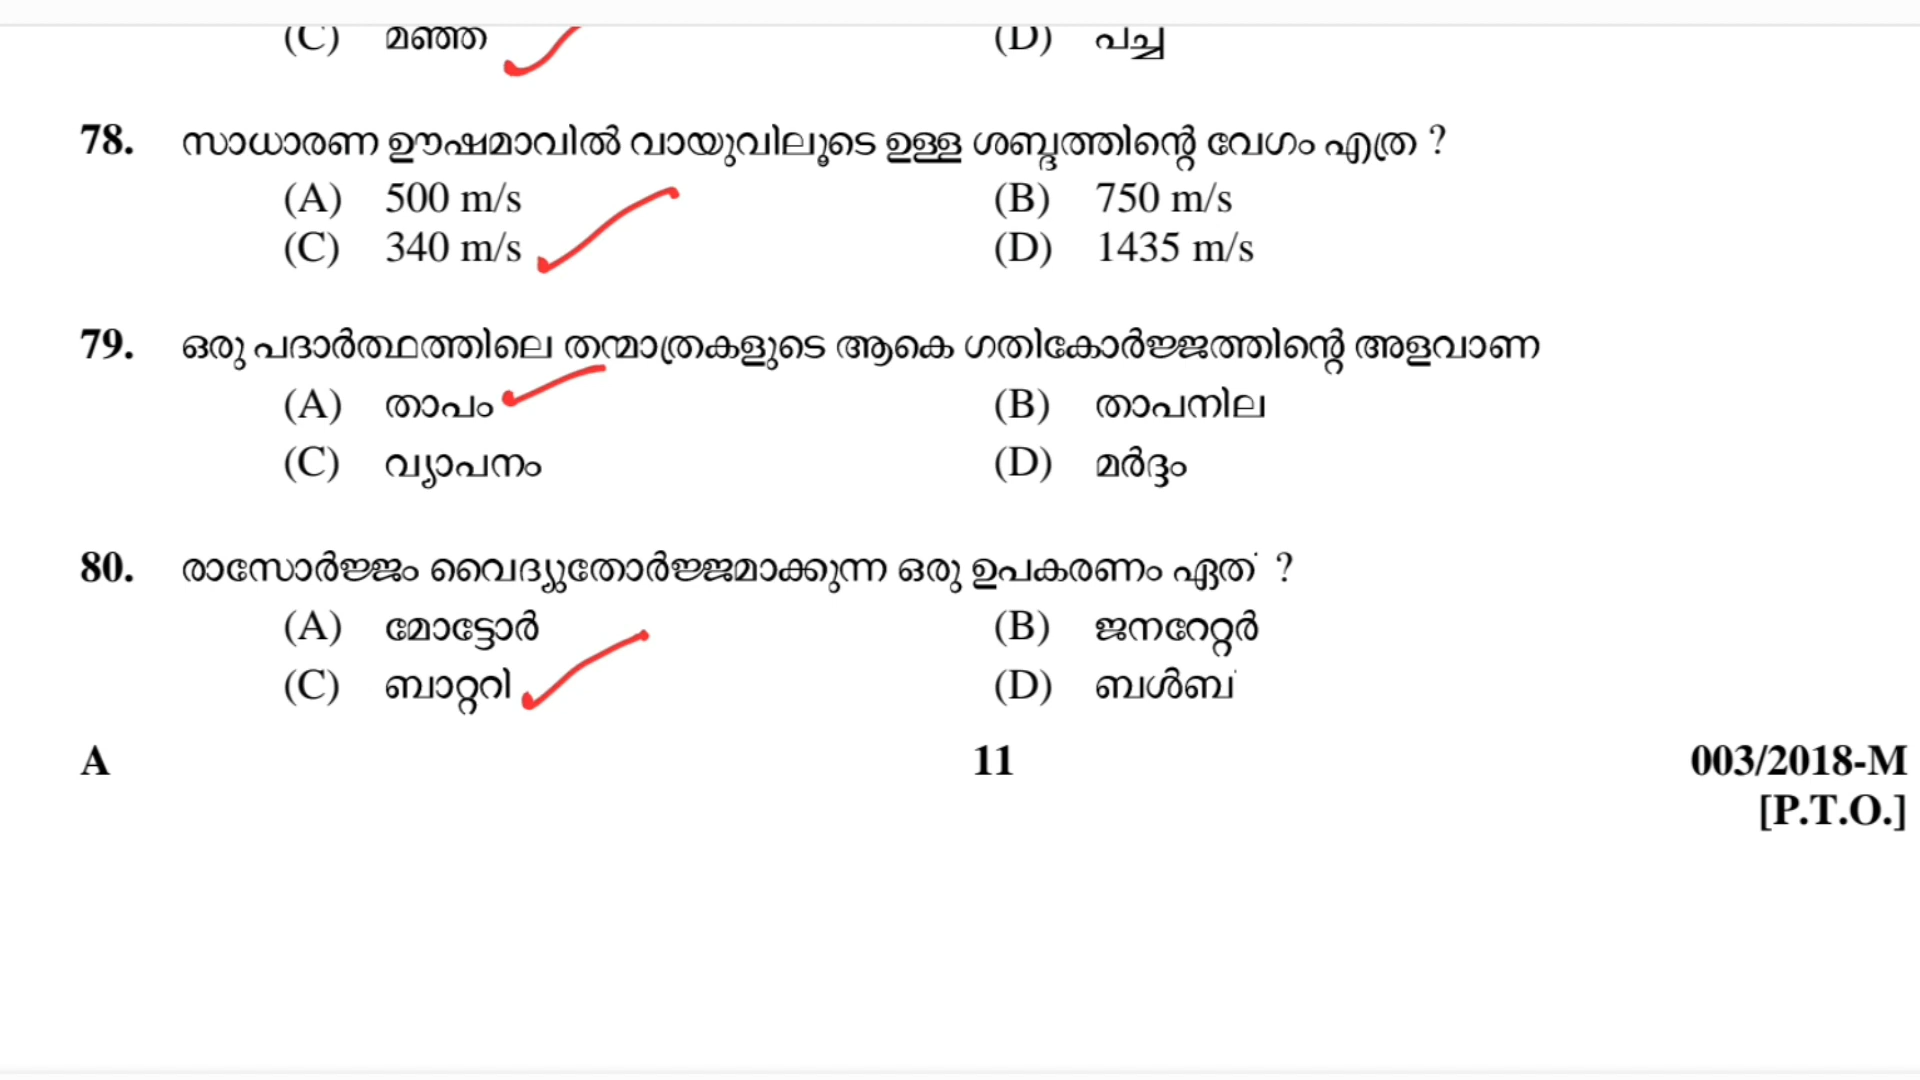 (C) മഞ്ഞ (D) പച്ച
78. സാധാരണ ഊഷമാവിൽ വായുവിലൂടെ ഉള്ള ശബ്ദത്തിന്റെ വേഗം എത്ര ?
(A) 500 m/s (B) 750 m/s
(C) 340 m/s (D) 1435 m/s
79. ഒരു പദാർത്ഥത്തിലെ തന്മാത്രകളുടെ ആകെ ഗതികോർജ്ജത്തിന്റെ അളവാണ
(A) താപം (B) താപനില
(C) വ്യാപനം (D) മർദ്ദം
80. രാസോർജ്ജം വൈദ്യുതോർജ്ജമാക്കുന്ന ഒരു ഉപകരണം ഏത് ?
(A) മോട്ടോർ (B) ജനറേറ്റർ
(C) ബാറ്ററി (D) ബൾബ്
A 11 003/2018-M
[P.T.O.]